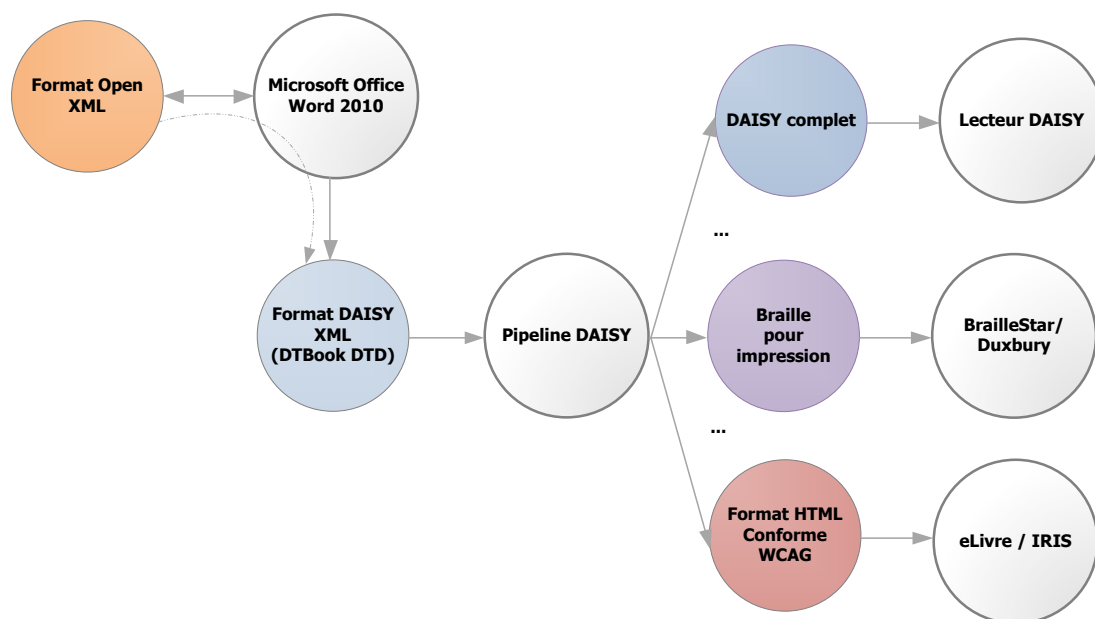 Format Open
XML
Microsoft Office
Word 2010
DAISY complet
Lecteur DAISY
...
Format DAISY
XML
(DTBook DTD)
Pipeline DAISY
Braille
pour
impression
BrailleStar/
Duxbury
...
Format HTML
Conforme
WCAG
eLivre / IRIS